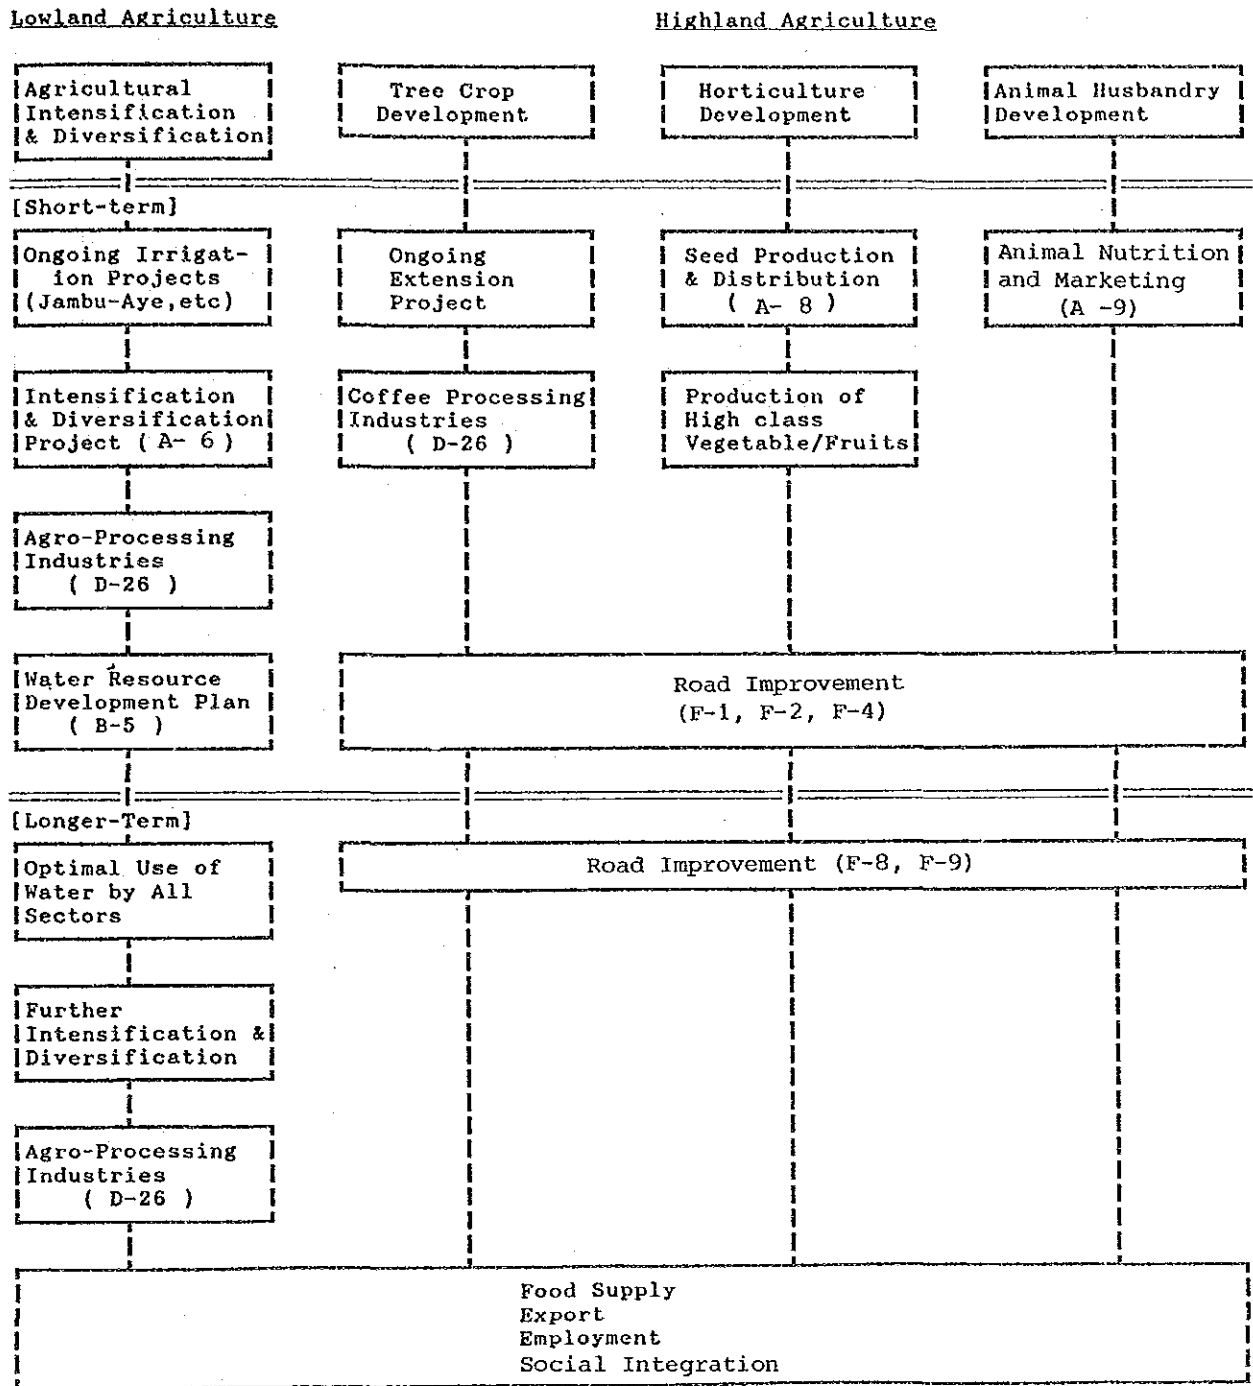 Lowland Agriculture
Highland Agriculture
Agricultural
Intensification
& Diversification
Tree Crop
Development
Horticulture
Development
Animal Husbandry
Development
[Short-term]
Ongoing Irrigat-
ion Projects
(Jambu-Aye,etc)
Ongoing
Extension
Project
Seed Production
& Distribution
( A- 8 )
Animal Nutrition
and Marketing
(A -9)
Intensification
& Diversification
Project ( A- 6 )
Coffee Processing
Industries
( D-26 )
Production of
High class
Vegetable/Fruits
Agro-Processing
Industries
( D-26 )
Water Resource
Development Plan
( B-5 )
Road Improvement
(F-1, F-2, F-4)
[Longer-Term]
Optimal Use of
Water by All
Sectors
Road Improvement (F-8, F-9)
Further
Intensification &
Diversification
Agro-Processing
Industries
( D-26 )
Food Supply
Export
Employment
Social Integration